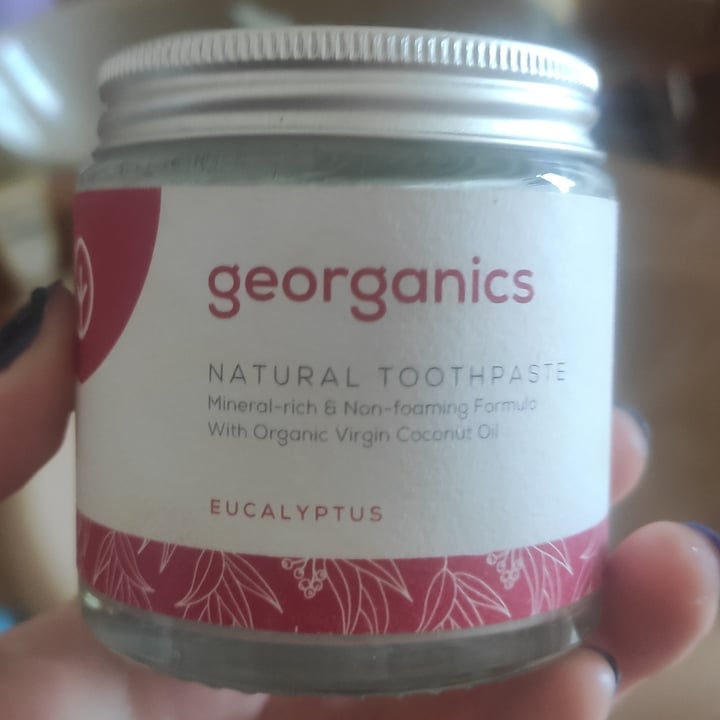 georganics
NATURAL TOOTHPASTE
Mineral-rich & Non-foaming Formula
With Organic Virgin Coconut Oil
EUCALYPTUS